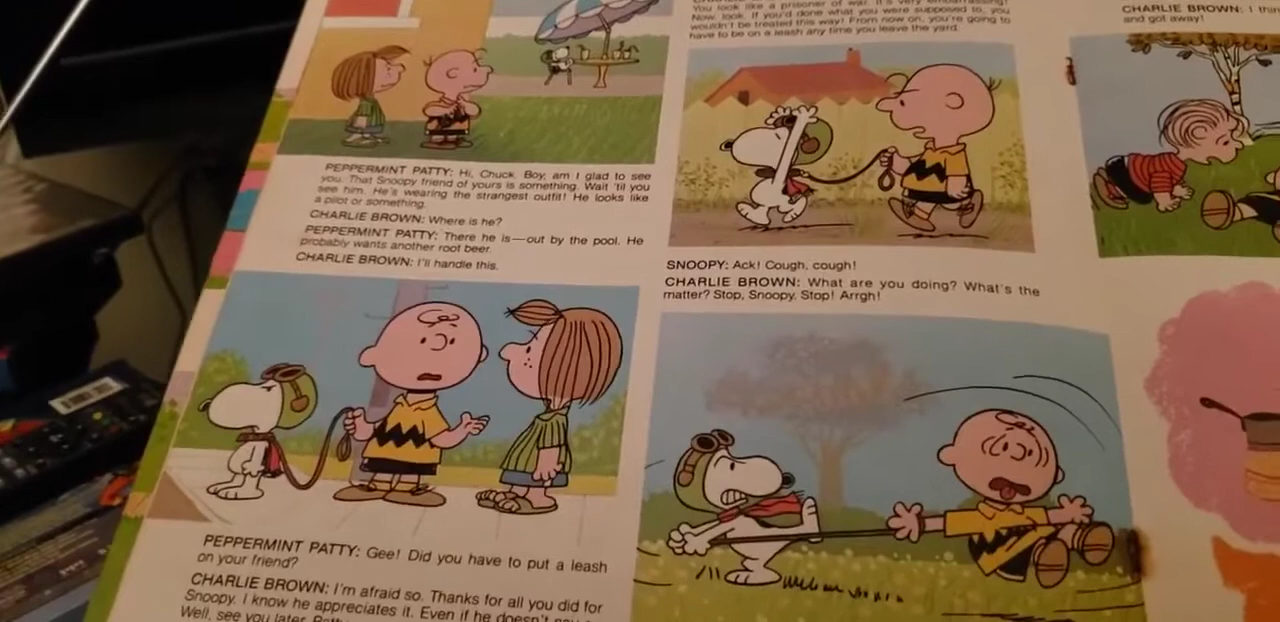 PEPPERMINT PATTY: Hi, Chuck. Boy, am I glad to see
you. That Snoopy friend of yours is something. Wait 'til you
see him. He's wearing the strangest outfit! He looks like
a pilot or something.
CHARLIE BROWN: Where is he?
PEPPERMINT PATTY: There he is—out by the pool. He
probably wants another root beer.
CHARLIE BROWN: I'll handle this.
PEPPERMINT PATTY: Gee! Did you have to put a leash
on your friend?
CHARLIE BROWN: I'm afraid so. Thanks for all you did for
Snoopy. I know he appreciates it. Even if he doesn't
Well, see you later,
You look like a prisoner of war. It's very embarrassing!
Now, look. If you'd done what you were supposed to, you
wouldn't be treated this way! From now on, you're going to
have to be on a leash any time you leave the yard.
SNOOPY: Ack! Cough, cough!
CHARLIE BROWN: What are you doing? What's the
matter? Stop, Snoopy. Stop! Arrgh!
CHARLIE BROWN: I
and got away!